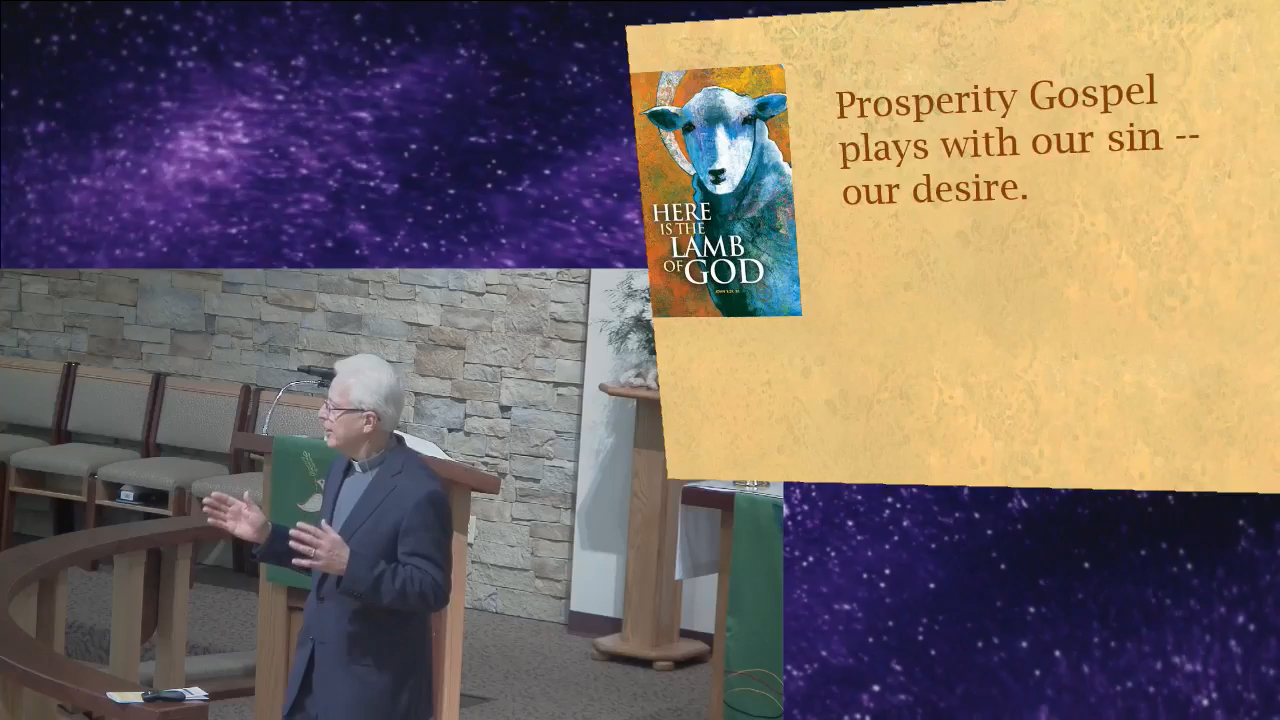 HERE
IS THE
LAMB
OF GOD
Prosperity Gospel
plays with our sin --
our desire.